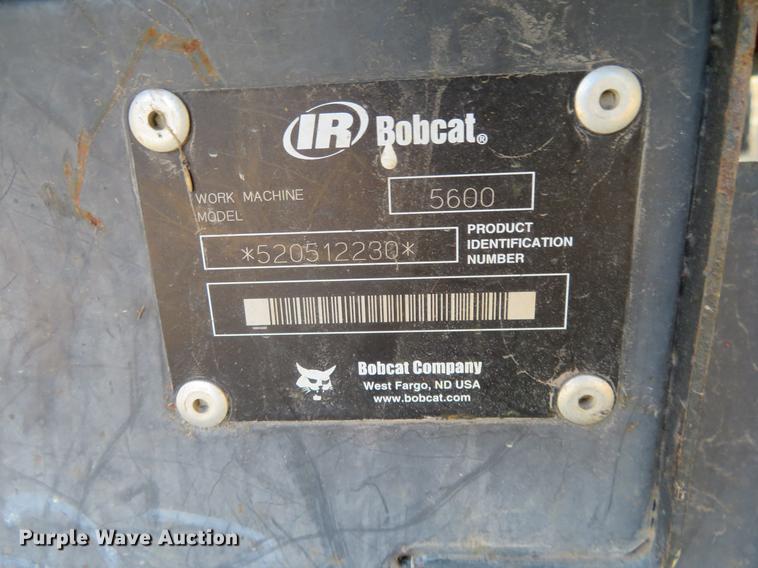 IR Bobcat®
WORK MACHINE
MODEL
5600
*520512230*
PRODUCT
IDENTIFICATION
NUMBER
Bobcat Company
West Fargo, ND USA
www.bobcat.com
Purple Wave Auction